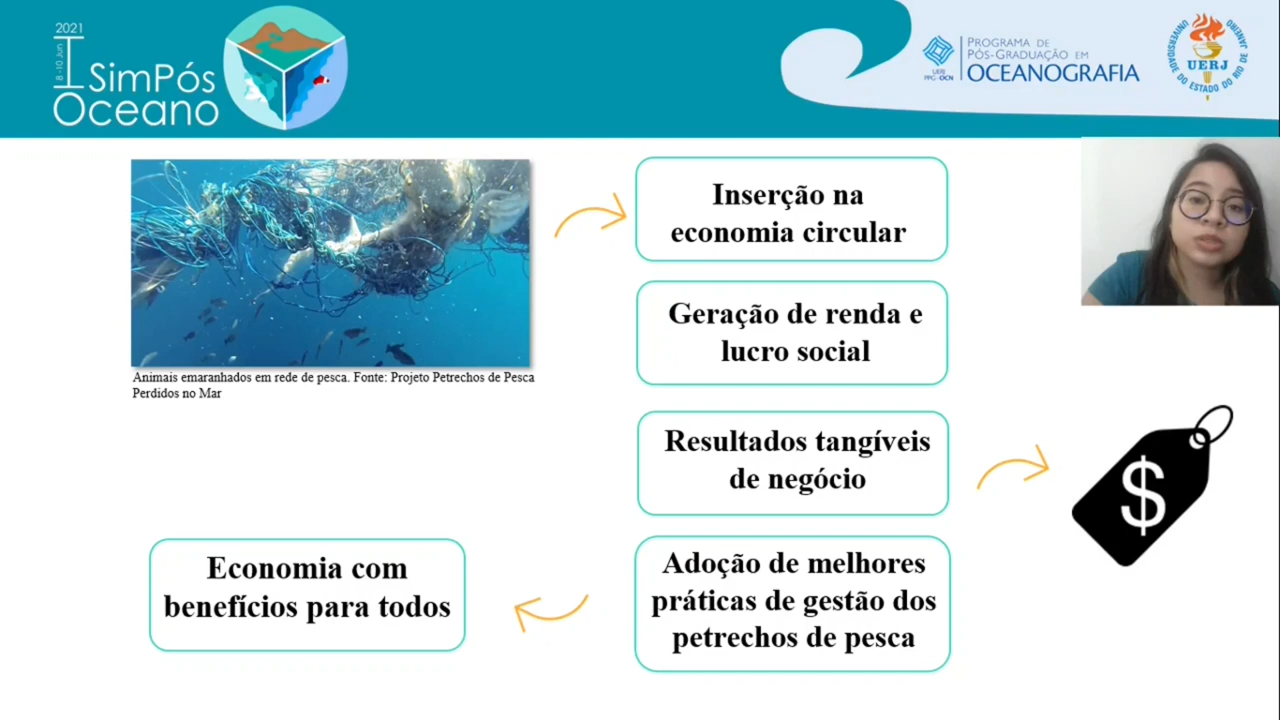 2021
8-10 Jun
I SimPós
Oceano
PROGRAMA DE
PÓS-GRADUAÇÃO EM
OCEANOGRAFIA
UERJ
PPG-OCN
UNIVERSIDADE DO ESTADO DO RIO DE JANEIRO
UERJ
Inserção na
economia circular
Geração de renda e
lucro social
Animais emaranhados em rede de pesca. Fonte: Projeto Petrechos de Pesca
Perdidos no Mar
Resultados tangíveis
de negócio
$
Economia com
benefícios para todos
Adoção de melhores
práticas de gestão dos
petrechos de pesca